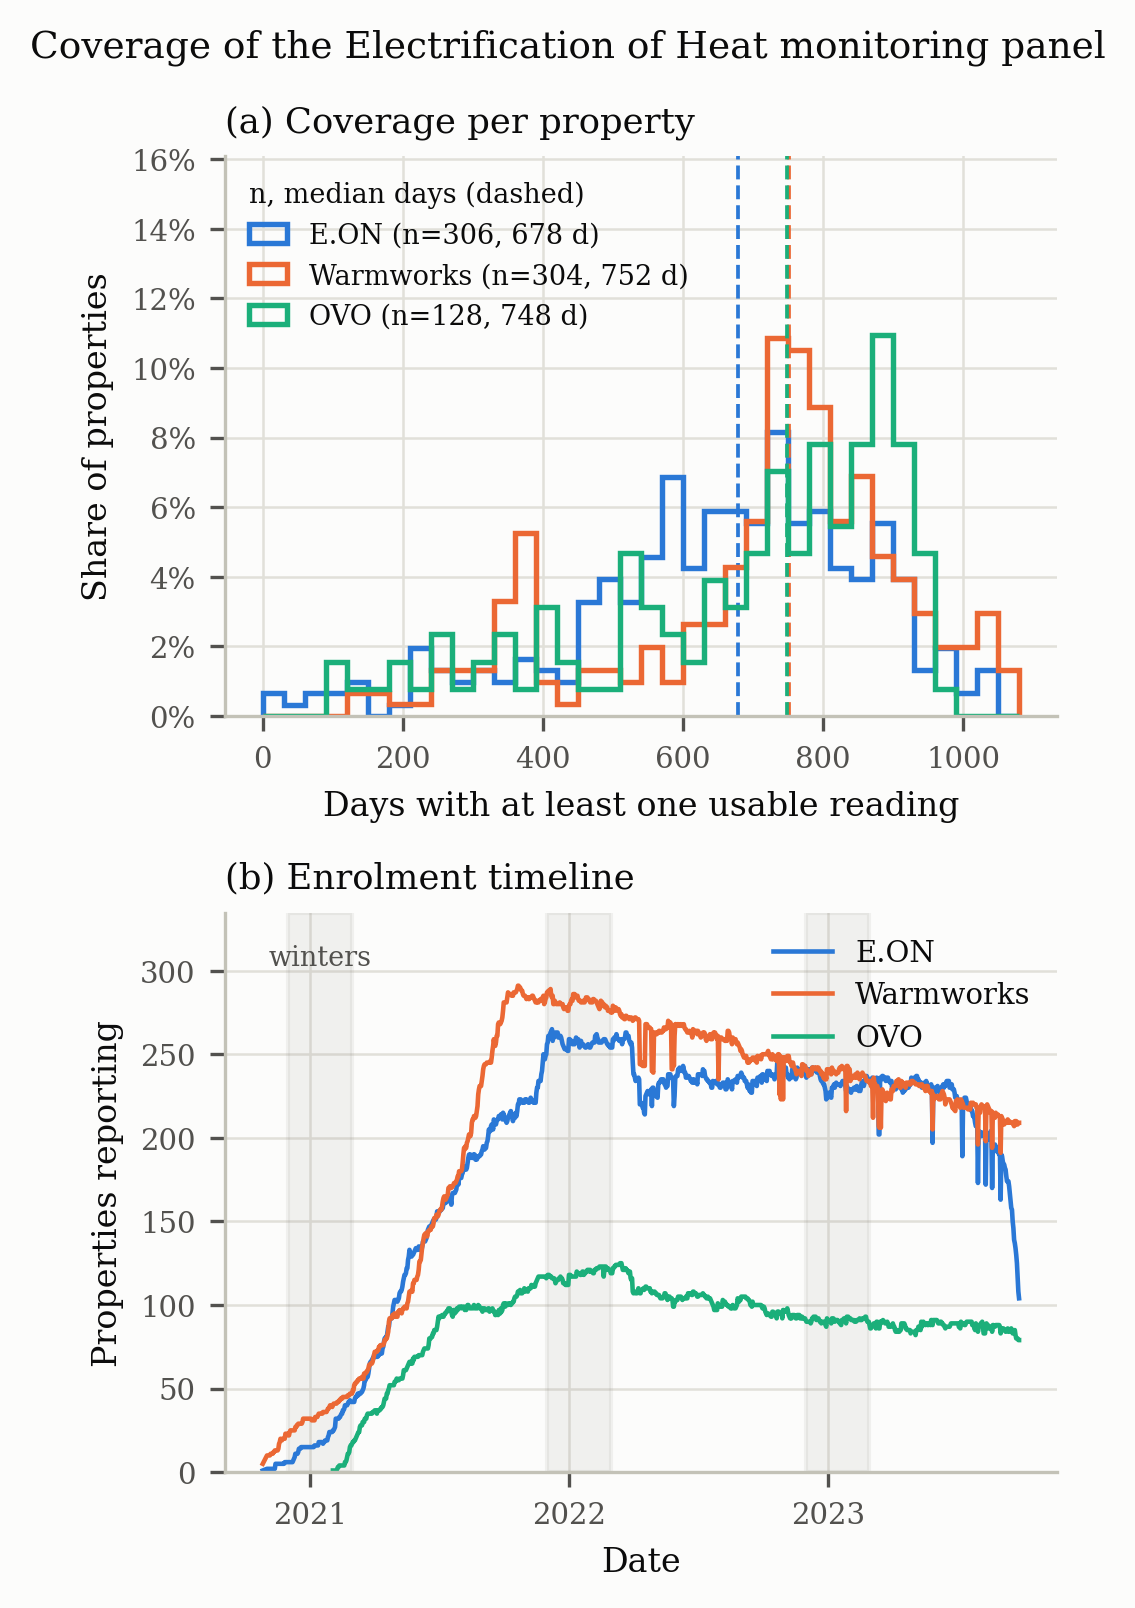 Coverage of the Electrification of Heat monitoring panel
(a) Coverage per property
16%
14%
12%
10%
8%
6%
4%
2%
0%
Share of properties
n, median days (dashed)
E.ON (n=306, 678 d)
Warmworks (n=304, 752 d)
OVO (n=128, 748 d)
0 200 400 600 800 1000
Days with at least one usable reading
(b) Enrolment timeline
300
250
200
150
100
50
0
Properties reporting
winters
E.ON
Warmworks
OVO
2021 2022 2023
Date